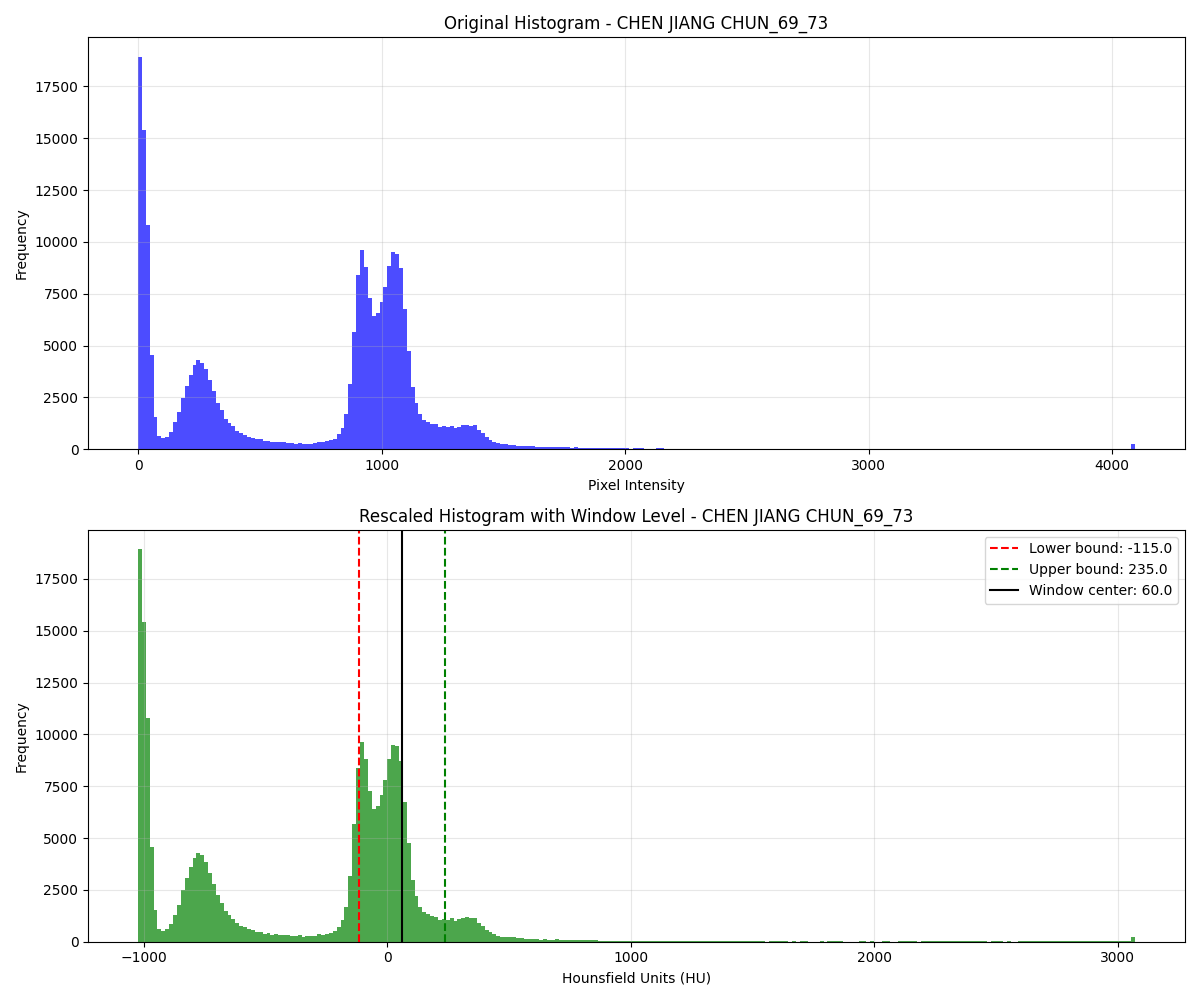 Original Histogram - CHEN JIANG CHUN_69_73
17500
15000
12500
10000
7500
5000
2500
0
Frequency
0 1000 2000 3000 4000
Pixel Intensity
Rescaled Histogram with Window Level - CHEN JIANG CHUN_69_73
Lower bound: -115.0
Upper bound: 235.0
Window center: 60.0
17500
15000
12500
10000
7500
5000
2500
0
Frequency
−1000 0 1000 2000 3000
Hounsfield Units (HU)